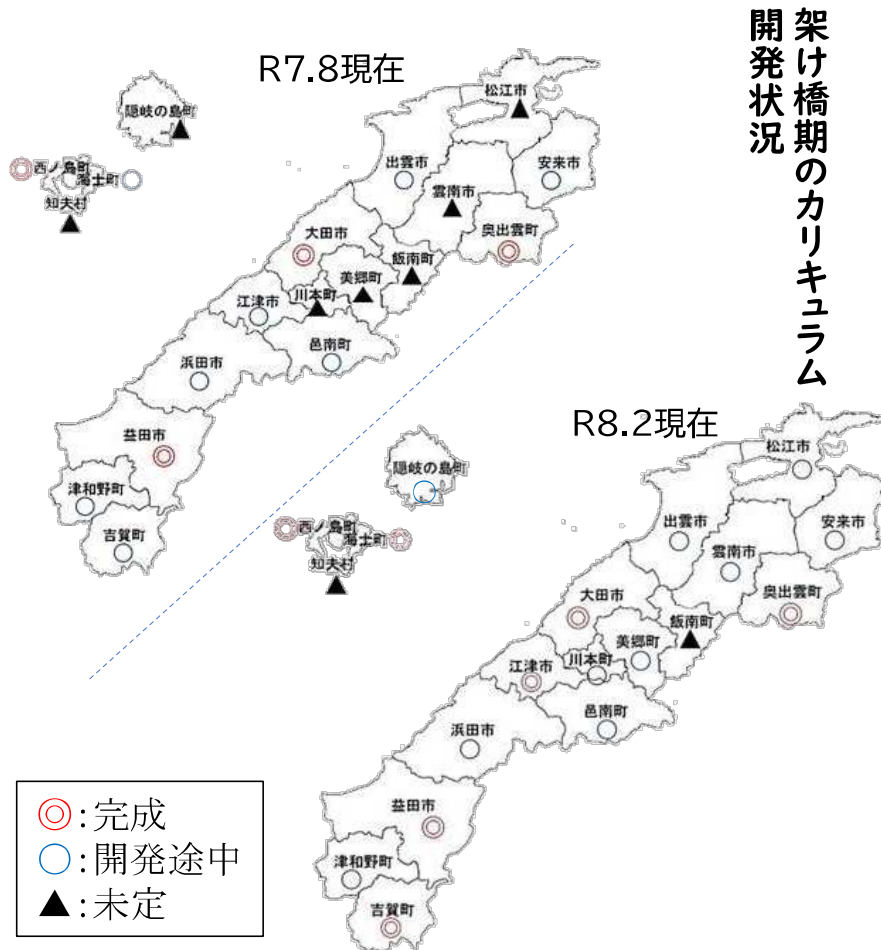 架け橋期のカリキュラム
開発状況
R7.8現在
隠岐の島町
西ノ島町
海士町
知夫村
松江市
出雲市
安来市
雲南市
奥出雲町
大田市
飯南町
美郷町
川本町
江津市
邑南町
浜田市
益田市
津和野町
吉賀町
R8.2現在
隠岐の島町
西ノ島町
海士町
知夫村
松江市
出雲市
安来市
雲南市
奥出雲町
大田市
飯南町
美郷町
川本町
江津市
邑南町
浜田市
益田市
津和野町
吉賀町
◎:完成
○:開発途中
▲:未定